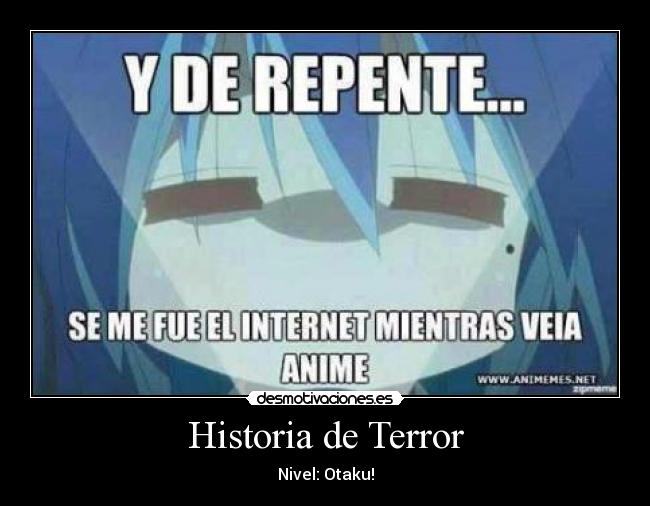 Y DE REPENTE...
SE ME FUE EL INTERNET MIENTRAS VEIA
ANIME
WWW.ANIMEMES.NET
zipmeme
desmotivaciones.es
Historia de Terror
Nivel: Otaku!